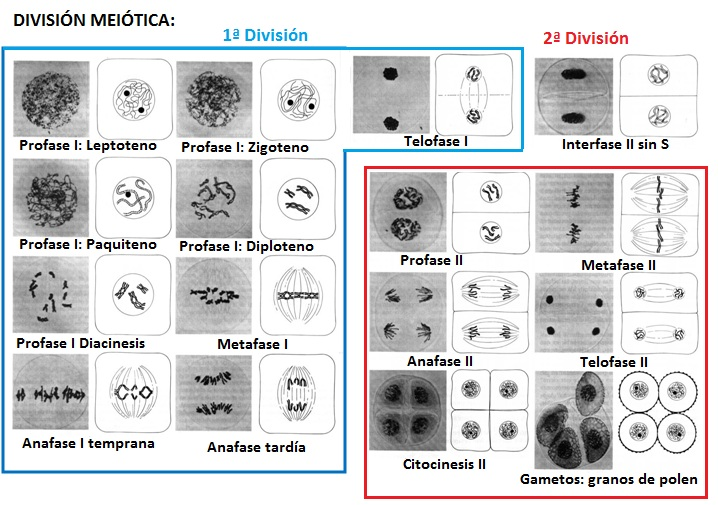 DIVISIÓN MEIÓTICA:
1ª División
2ª División
Profase I: Leptoteno
Profase I: Zigoteno
Telofase I
Interfase II sin S
Profase I: Paquiteno
Profase I: Diploteno
Profase II
Metafase II
Profase I Diacinesis
Metafase I
Anafase II
Telofase II
Anafase I temprana
Anafase tardía
Citocinesis II
Gametos: granos de polen